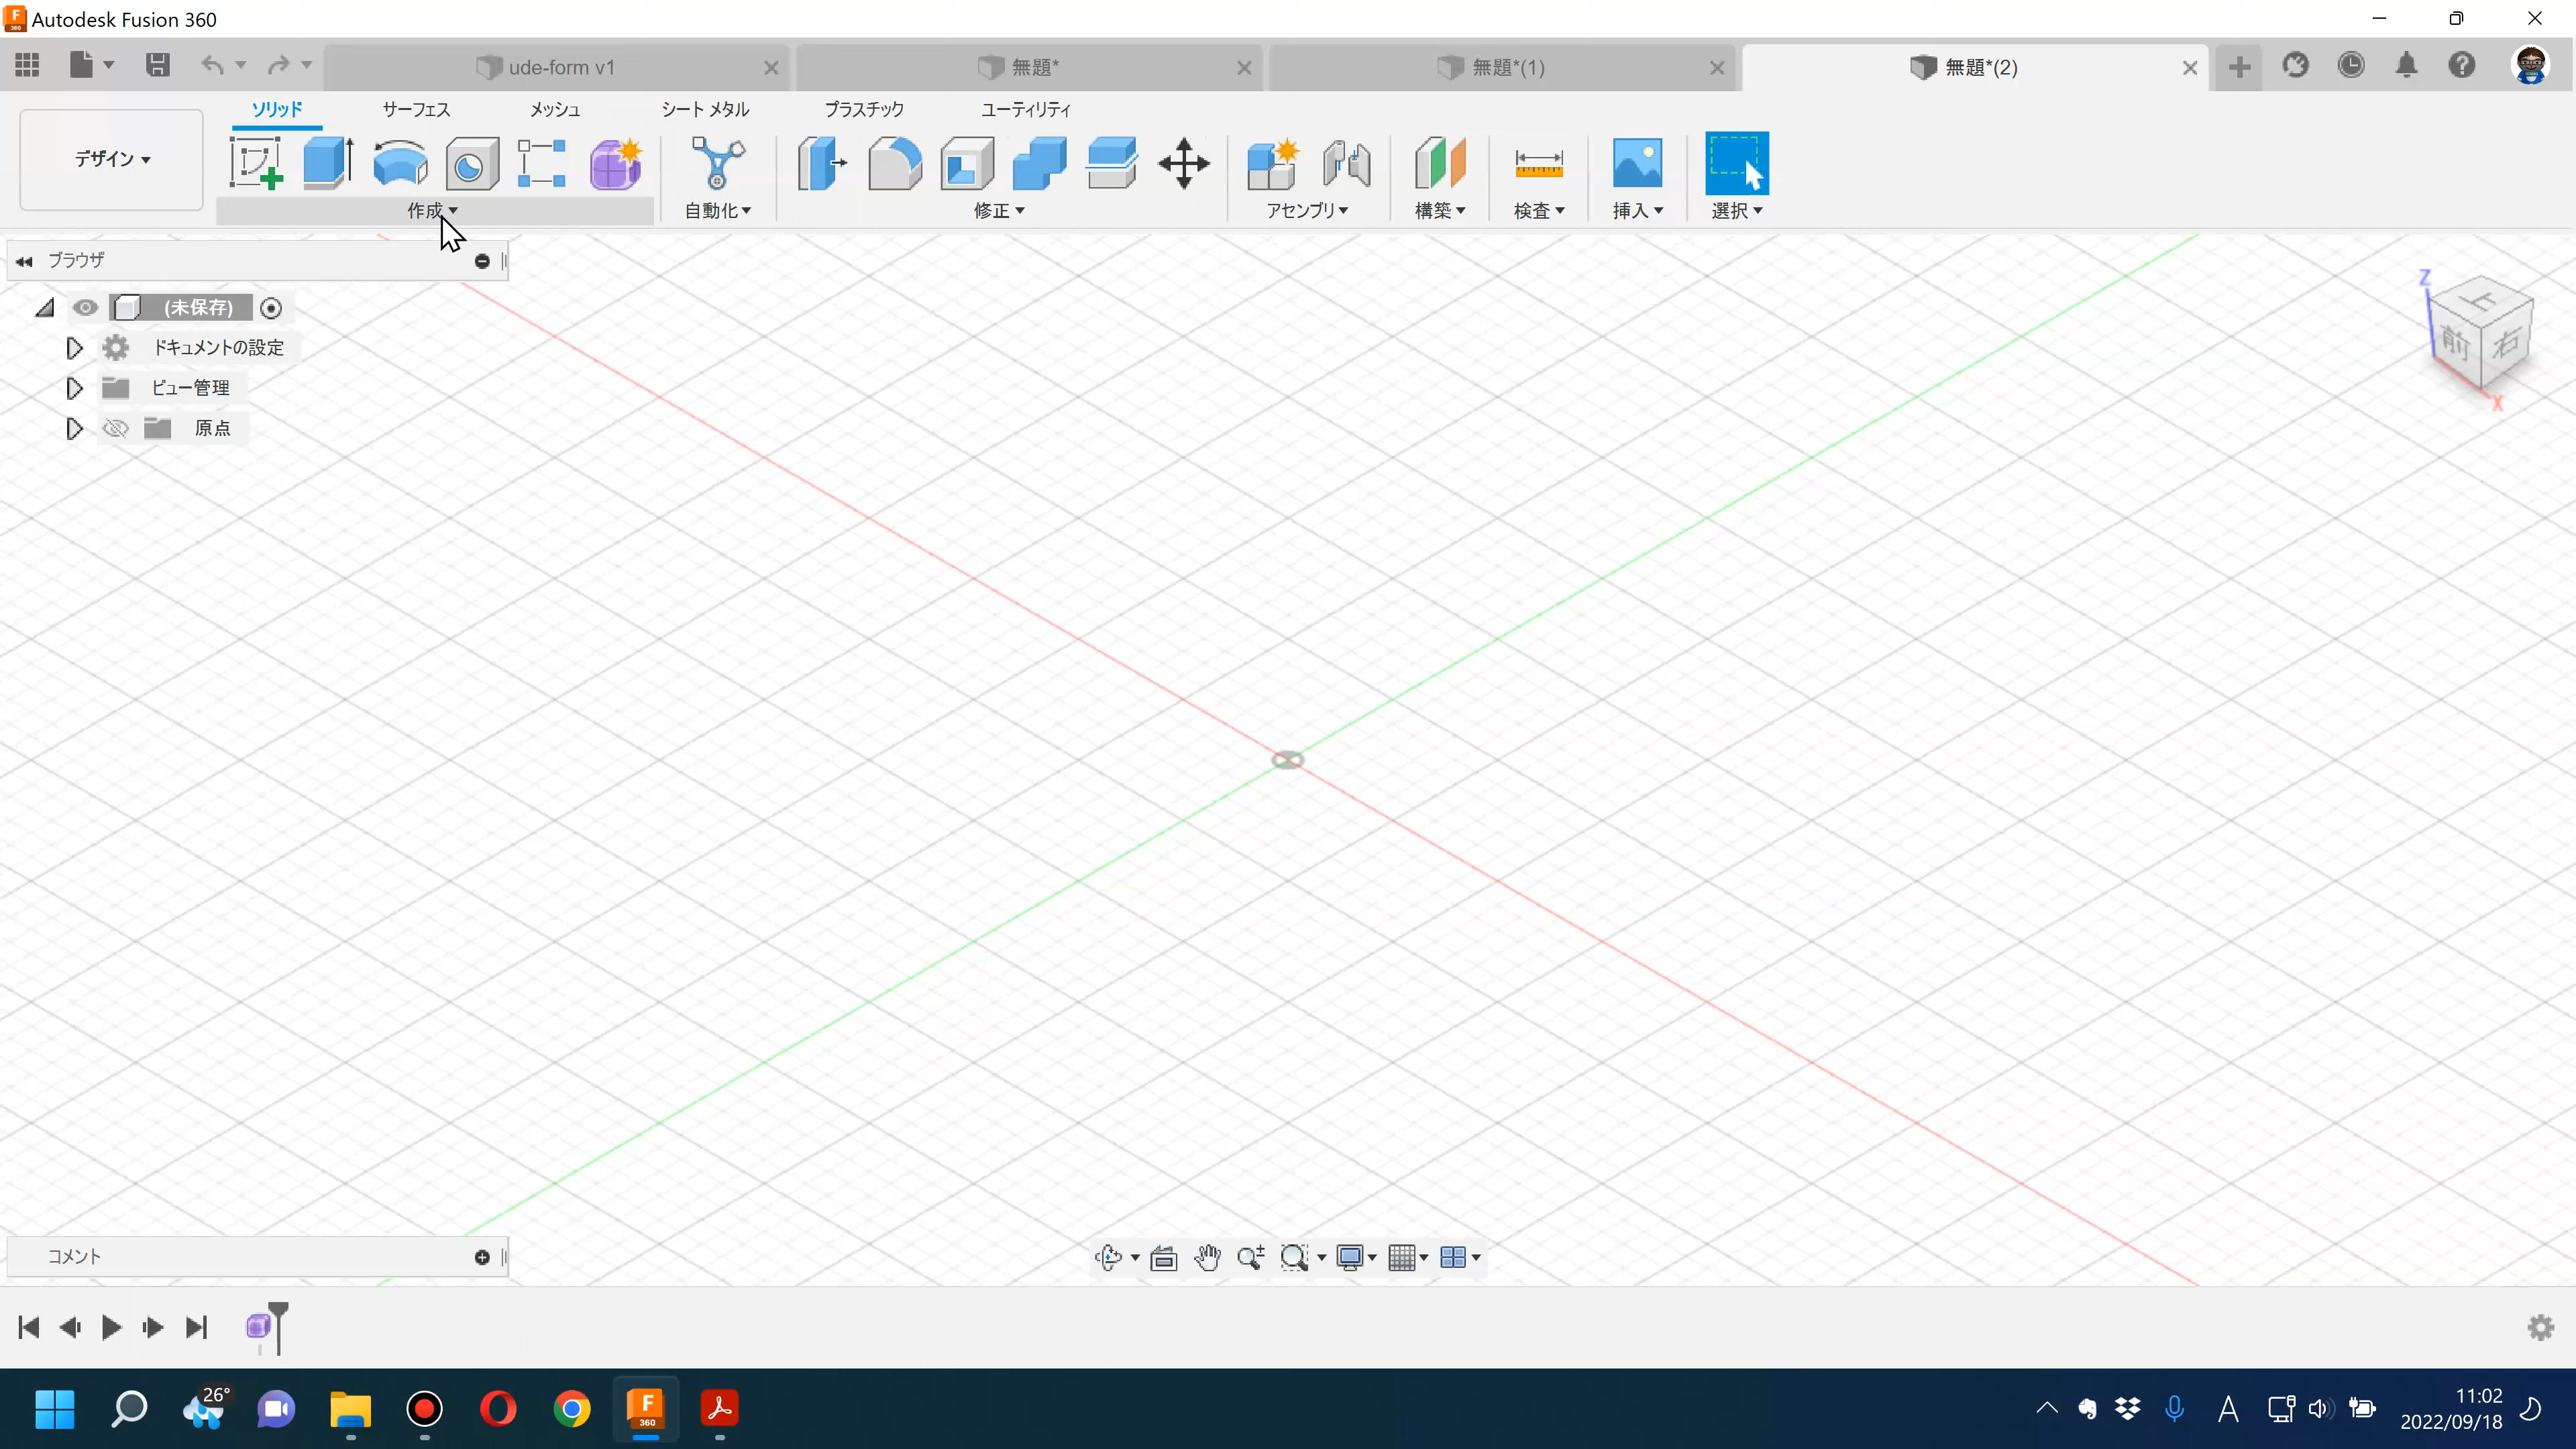 Autodesk Fusion 360
ude-form v1
無題*
無題*(1)
無題*(2)
ソリッド
サーフェス
メッシュ
シート メタル
プラスチック
ユーティリティ
デザイン
作成
自動化
修正
アセンブリ
構築
検査
挿入
選択
ブラウザ
(未保存)
ドキュメントの設定
ビュー管理
原点
Z
上
前
右
X
コメント
26°
F
360
A
11:02
2022/09/18